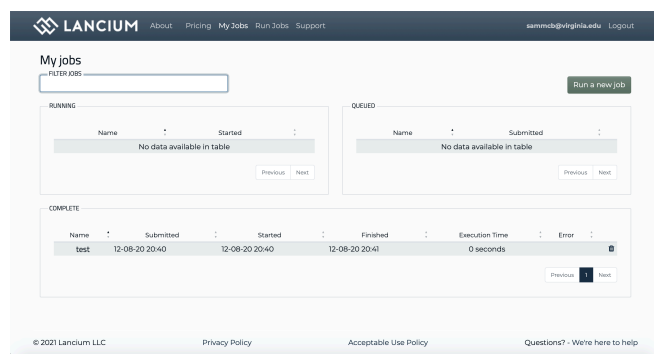 LANCIUM About Pricing My Jobs Run Jobs Support sammcb@virginia.edu Logout
My jobs
FILTER JOBS
Run a new job
RUNNING
Name Started
No data available in table
Previous Next
QUEUED
Name Submitted
No data available in table
Previous Next
COMPLETE
Name Submitted Started Finished Execution Time Error
test 12-08-20 20:40 12-08-20 20:40 12-08-20 20:41 0 seconds
Previous 1 Next
© 2021 Lancium LLC Privacy Policy Acceptable Use Policy Questions? - We're here to help